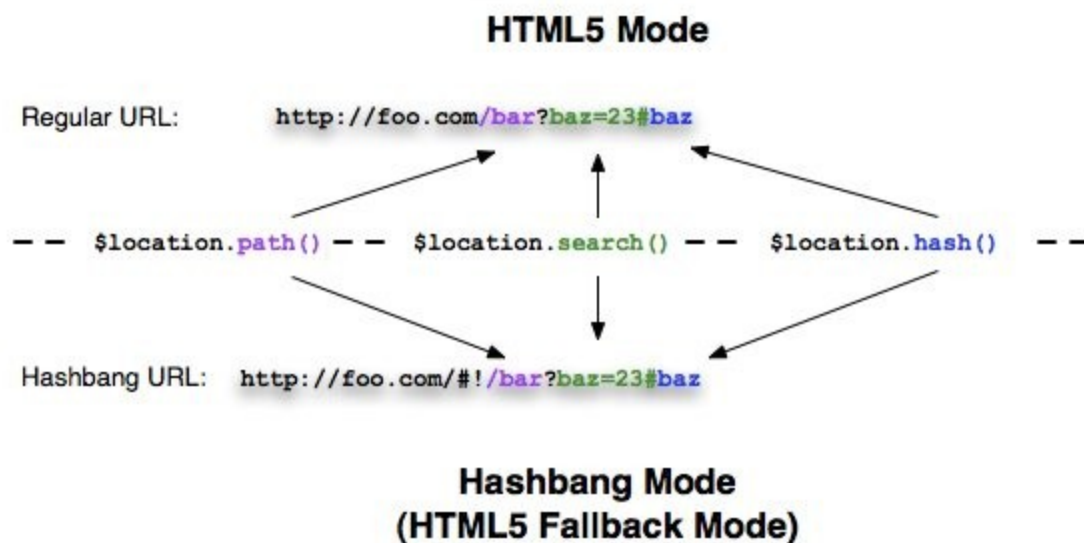 HTML5 Mode
Regular URL: http://foo.com/bar?baz=23#baz
$location.path() $location.search() $location.hash()
Hashbang URL: http://foo.com/#!/bar?baz=23#baz
Hashbang Mode
(HTML5 Fallback Mode)